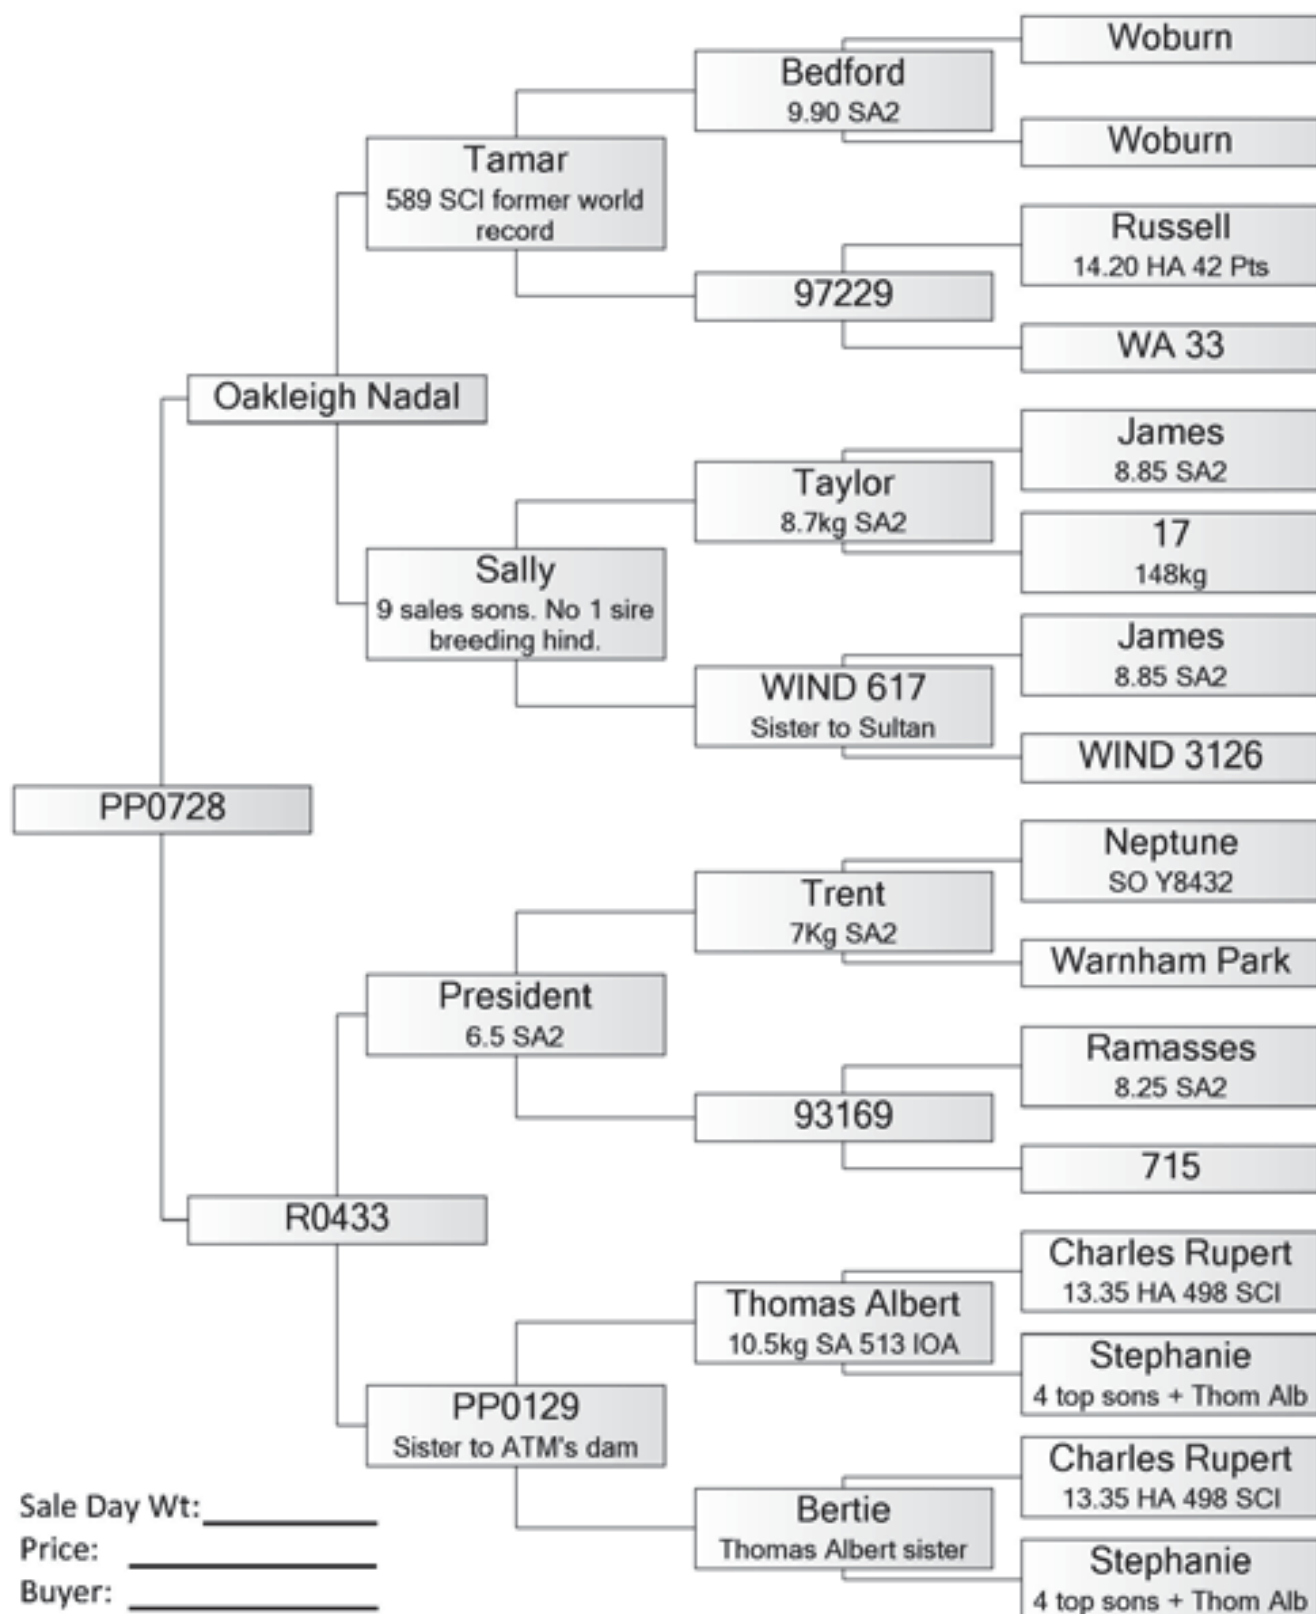 Woburn
Bedford
9.90 SA2
Woburn
Tamar
589 SCI former world
record
Russell
14.20 HA 42 Pts
97229
WA 33
Oakleigh Nadal
James
8.85 SA2
Taylor
8.7kg SA2
17
148kg
Sally
9 sales sons. No 1 sire
breeding hind.
James
8.85 SA2
WIND 617
Sister to Sultan
WIND 3126
PP0728
Neptune
SO Y8432
Trent
7Kg SA2
Warnham Park
President
6.5 SA2
Ramasses
8.25 SA2
93169
715
R0433
Charles Rupert
13.35 HA 498 SCI
Thomas Albert
10.5kg SA 513 IOA
Stephanie
4 top sons + Thom Alb
PP0129
Sister to ATM's dam
Charles Rupert
13.35 HA 498 SCI
Bertie
Thomas Albert sister
Stephanie
4 top sons + Thom Alb
Sale Day Wt:
Price:
Buyer: